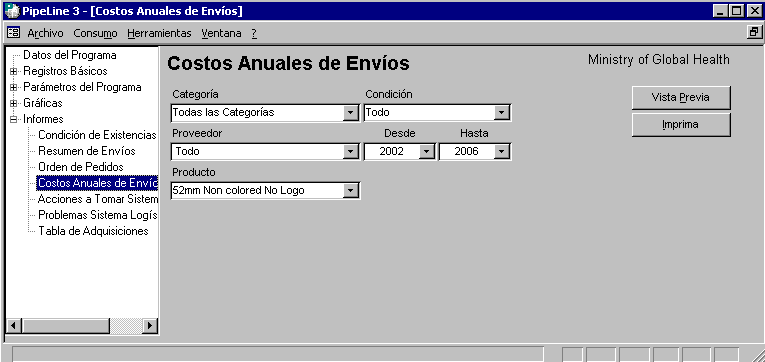 PipeLine 3 - [Costos Anuales de Envíos]
Archivo Consumo Herramientas Ventana ?
Datos del Programa
Registros Básicos
Parámetros del Programa
Gráficas
Informes
Condición de Existencias
Resumen de Envíos
Orden de Pedidos
Costos Anuales de Envíc
Acciones a Tomar Sistem
Problemas Sistema Logís
Tabla de Adquisiciones
Costos Anuales de Envíos
Ministry of Global Health
Categoría Condición
Todas las Categorías Todo
Vista Previa
Proveedor Desde Hasta
Imprima
Todo 2002 2006
Producto
52mm Non colored No Logo